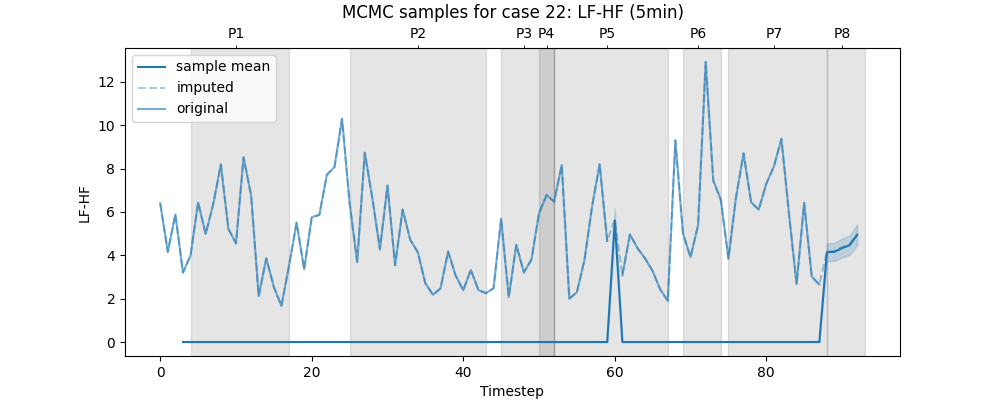 MCMC samples for case 22: LF-HF (5min)
P1 P2 P3 P4 P5 P6 P7 P8
sample mean
imputed
original
12
10
8
6
4
2
0
LF-HF
0 20 40 60 80
Timestep